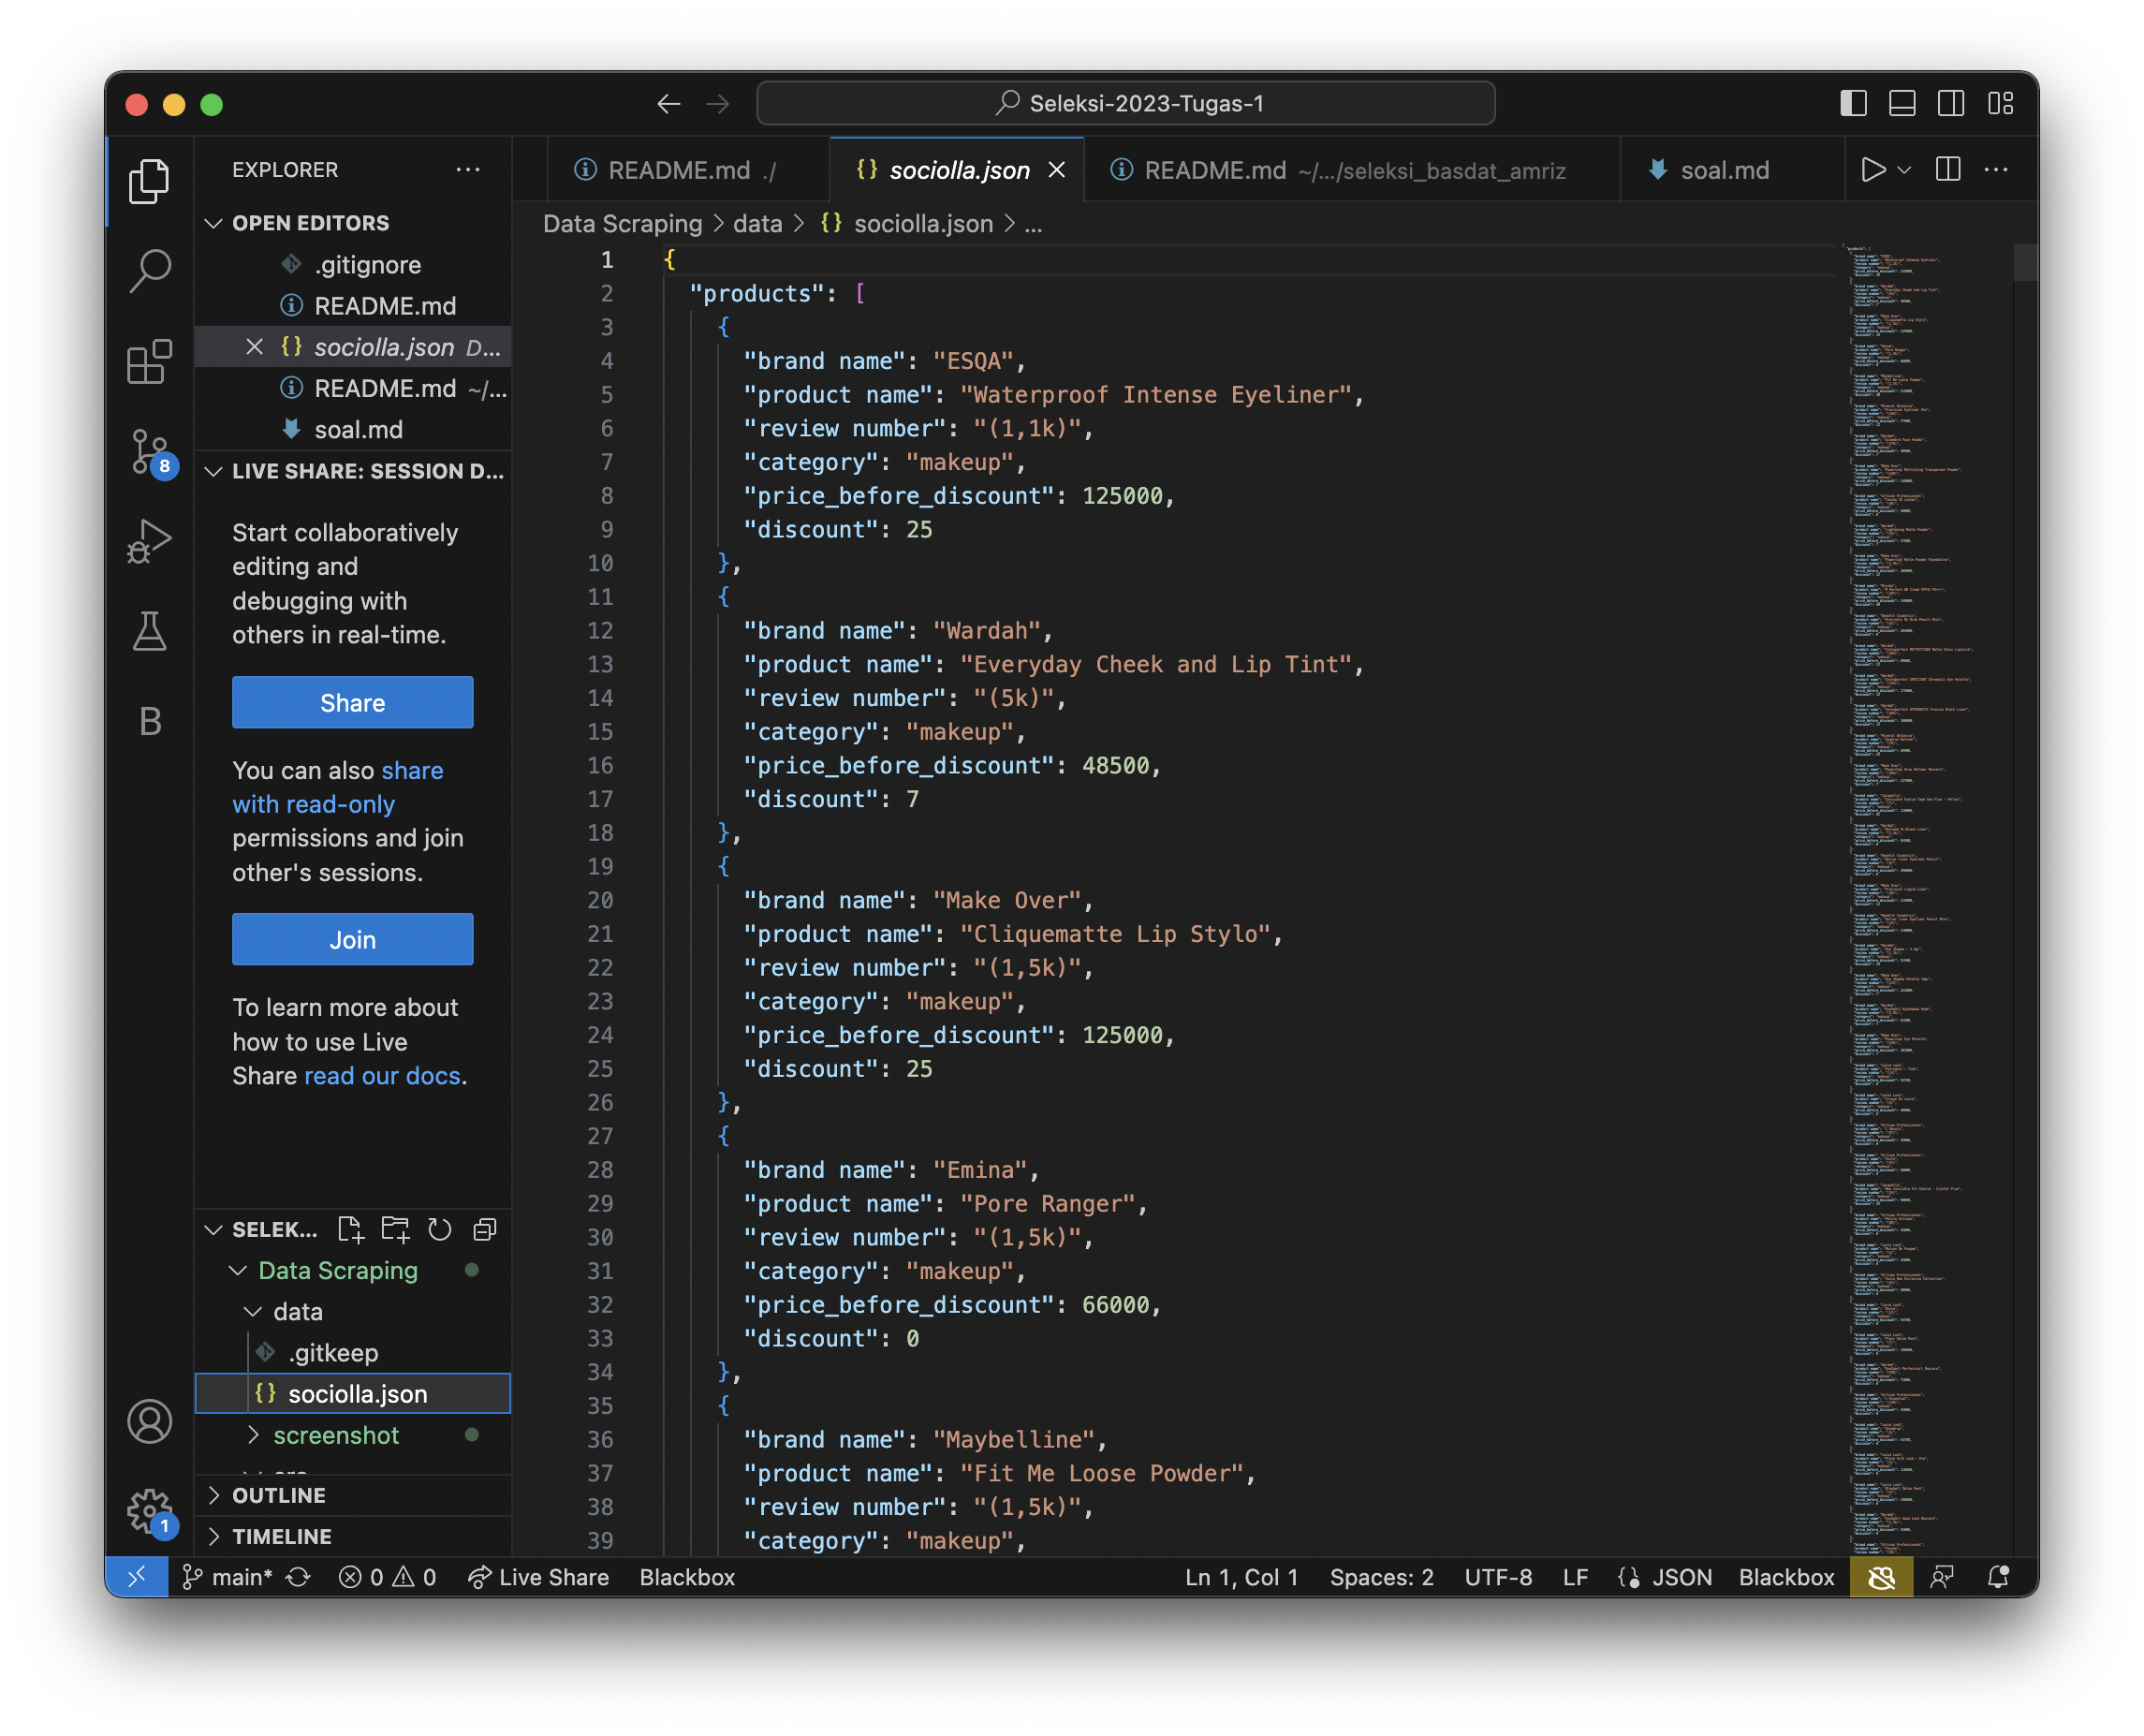 Seleksi-2023-Tugas-1
EXPLORER
OPEN EDITORS
.gitignore
README.md
sociolla.json D...
README.md ~/...
soal.md
LIVE SHARE: SESSION D...
Start collaboratively
editing and
debugging with
others in real-time.
Share
You can also share
with read-only
permissions and join
other's sessions.
Join
To learn more about
how to use Live
Share read our docs.
SELEK...
Data Scraping
data
.gitkeep
sociolla.json
screenshot
OUTLINE
TIMELINE
8
B
1
README.md ./
sociolla.json
README.md ~/.../seleksi_basdat_amriz
soal.md
Data Scraping > data > {} sociolla.json > ...
1 {
2 "products": [
3 {
4 "brand name": "ESQA",
5 "product name": "Waterproof Intense Eyeliner",
6 "review number": "(1,1k)",
7 "category": "makeup",
8 "price_before_discount": 125000,
9 "discount": 25
10 },
11 {
12 "brand name": "Wardah",
13 "product name": "Everyday Cheek and Lip Tint",
14 "review number": "(5k)",
15 "category": "makeup",
16 "price_before_discount": 48500,
17 "discount": 7
18 },
19 {
20 "brand name": "Make Over",
21 "product name": "Cliquematte Lip Stylo",
22 "review number": "(1,5k)",
23 "category": "makeup",
24 "price_before_discount": 125000,
25 "discount": 25
26 },
27 {
28 "brand name": "Emina",
29 "product name": "Pore Ranger",
30 "review number": "(1,5k)",
31 "category": "makeup",
32 "price_before_discount": 66000,
33 "discount": 0
34 },
35 {
36 "brand name": "Maybelline",
37 "product name": "Fit Me Loose Powder",
38 "review number": "(1,5k)",
39 "category": "makeup",
main* 0 0 Live Share Blackbox
Ln 1, Col 1 Spaces: 2 UTF-8 LF {} JSON Blackbox